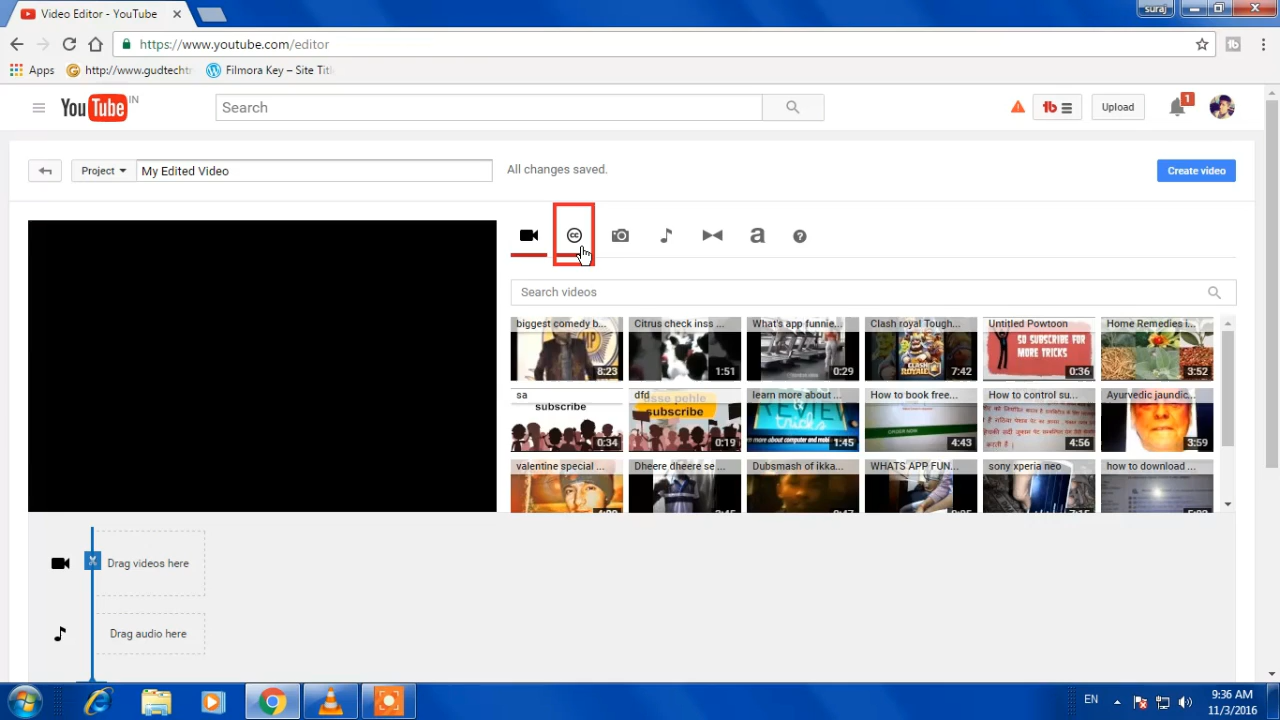 Video Editor - YouTube
suraj
https://www.youtube.com/editor
Apps
http://www.gudtecht
Filmora Key – Site Titl
YouTube IN
Search
Upload
1
Project
My Edited Video
All changes saved.
Create video
CC
a
?
Search videos
biggest comedy b... 8:23
Citrus check inss ... 1:51
What's app funnie... 0:29
Clash royal Tough... CLASH ROYALE 7:42
Untitled Powtoon SO SUBSCRIBE FOR MORE TRICKS 0:36
Home Remedies i... 3:52
sa subscribe 0:34
dfd subscribe 0:19
learn more about ... 1:45
How to book free... 4:43
How to control su... 4:56
Ayurvedic jaundic... 3:59
valentine special ...
Dheere dheere se ...
Dubsmash of ikka...
WHATS APP FUN...
sony xperia neo
how to download ...
Drag videos here
Drag audio here
EN
9:36 AM
11/3/2016